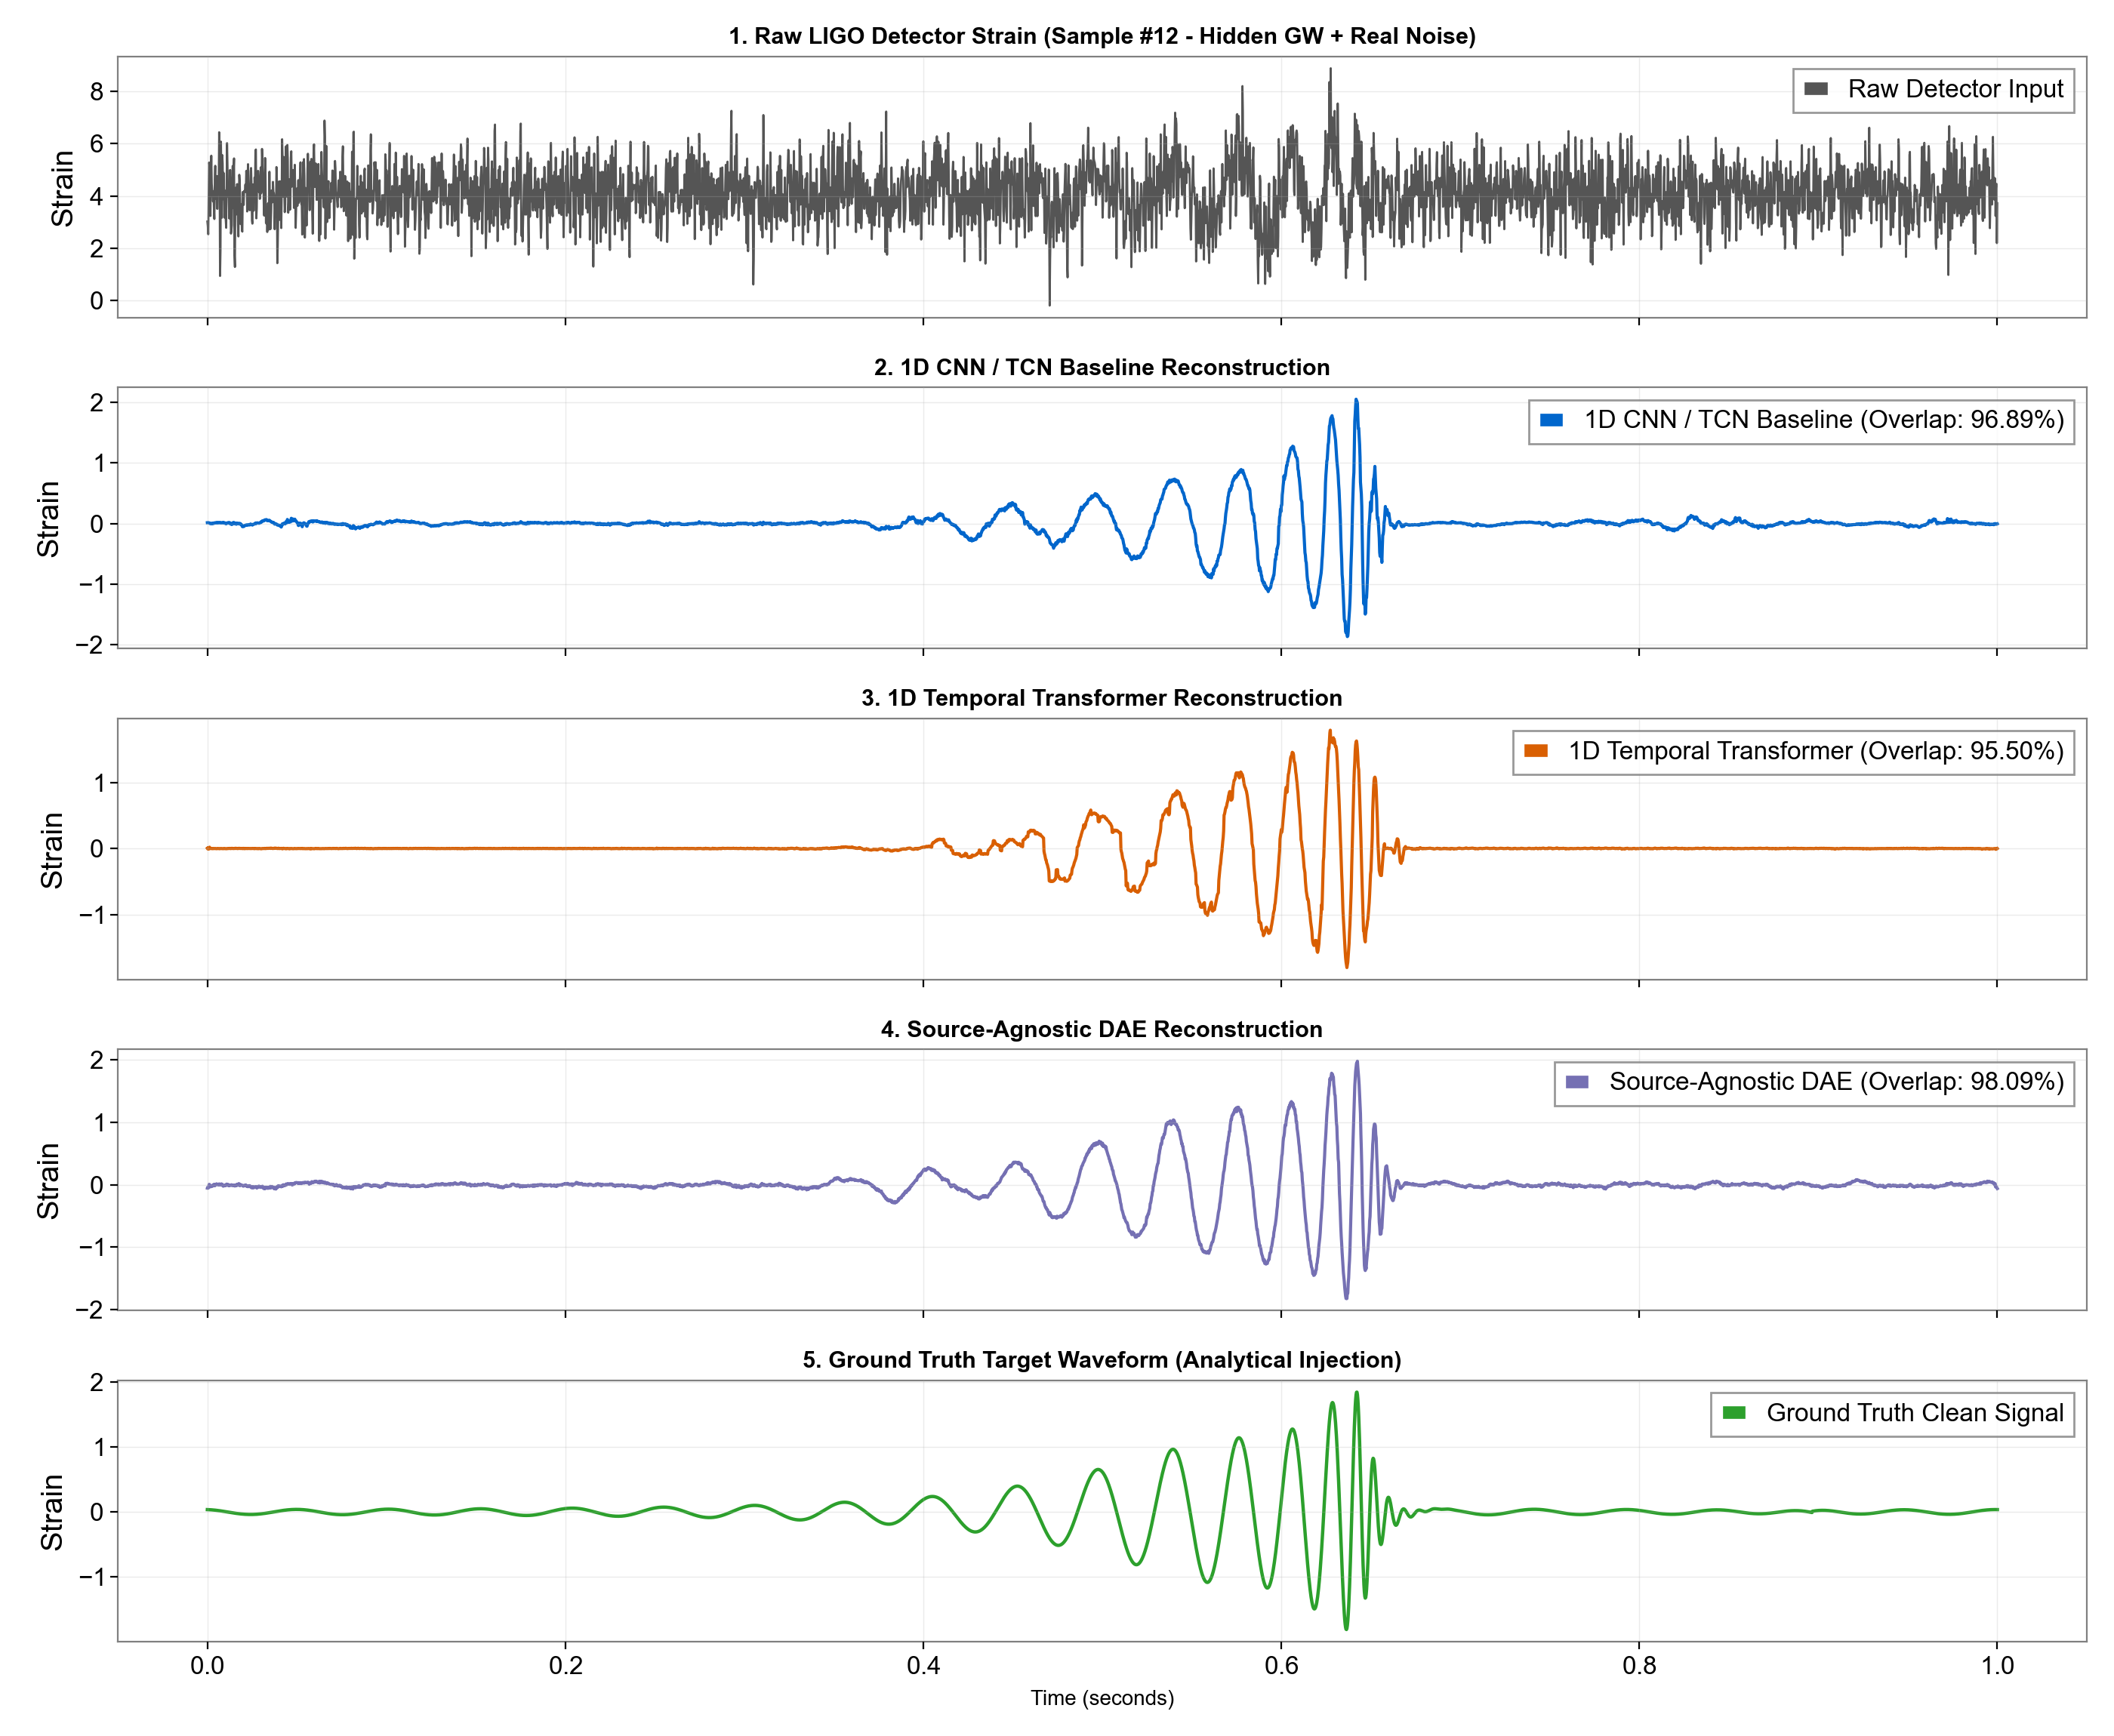 1. Raw LIGO Detector Strain (Sample #12 - Hidden GW + Real Noise)
Raw Detector Input
Strain
8
6
4
2
0
2. 1D CNN / TCN Baseline Reconstruction
1D CNN / TCN Baseline (Overlap: 96.89%)
Strain
2
1
0
−1
−2
3. 1D Temporal Transformer Reconstruction
1D Temporal Transformer (Overlap: 95.50%)
Strain
1
0
−1
4. Source-Agnostic DAE Reconstruction
Source-Agnostic DAE (Overlap: 98.09%)
Strain
2
1
0
−1
−2
5. Ground Truth Target Waveform (Analytical Injection)
Ground Truth Clean Signal
Strain
2
1
0
−1
0.0 0.2 0.4 0.6 0.8 1.0
Time (seconds)